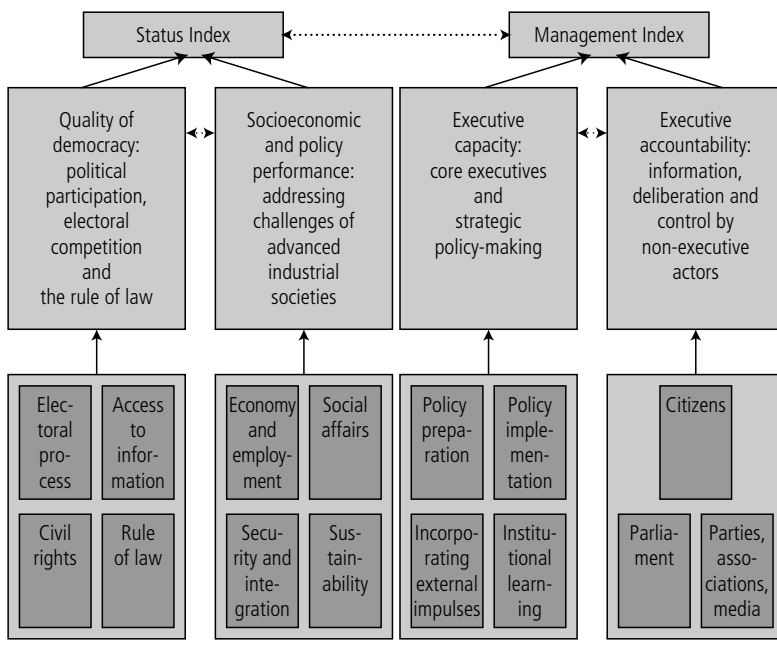 Status Index
Management Index
Quality of
democracy:
political
participation,
electoral
competition
and
the rule of law
Socioeconomic
and policy
performance:
addressing
challenges of
advanced
industrial
societies
Executive
capacity:
core executives
and
strategic
policy-making
Executive
accountability:
information,
deliberation and
control by
non-executive
actors
Elec-
toral
pro-
cess
Access
to
infor-
mation
Civil
rights
Rule
of law
Economy
and
employ-
ment
Social
affairs
Secu-
rity and
inte-
gration
Sus-
tain-
ability
Policy
prepa-
ration
Policy
imple-
men-
tation
Incorpo-
rating
external
impulses
Institu-
tional
learn-
ing
Citizens
Parlia-
ment
Parties,
asso-
ciations,
media